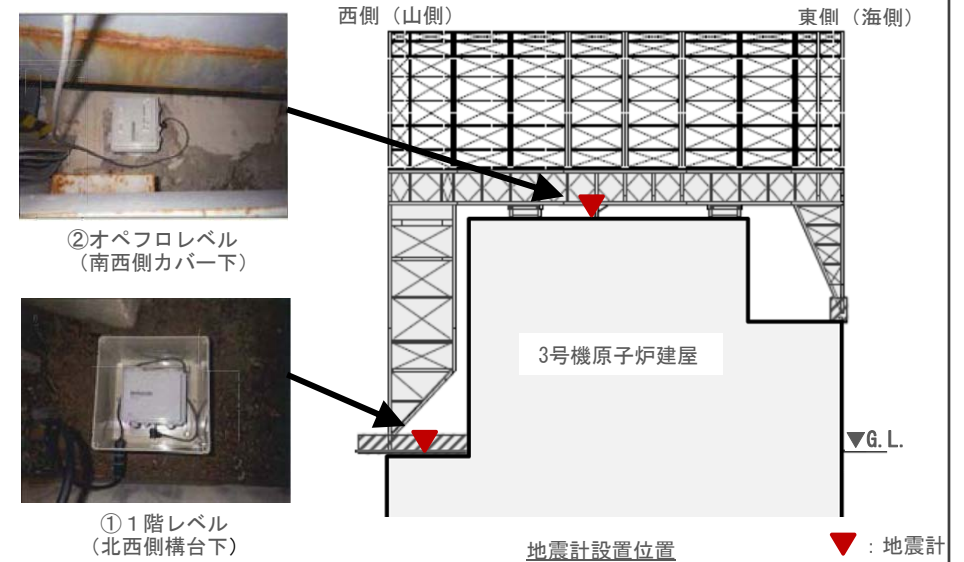 西側（山側）
東側（海側）
②オペフロレベル
（南西側カバー下）
3号機原子炉建屋
▼G.L.
①１階レベル
（北西側構台下）
地震計設置位置
▼：地震計